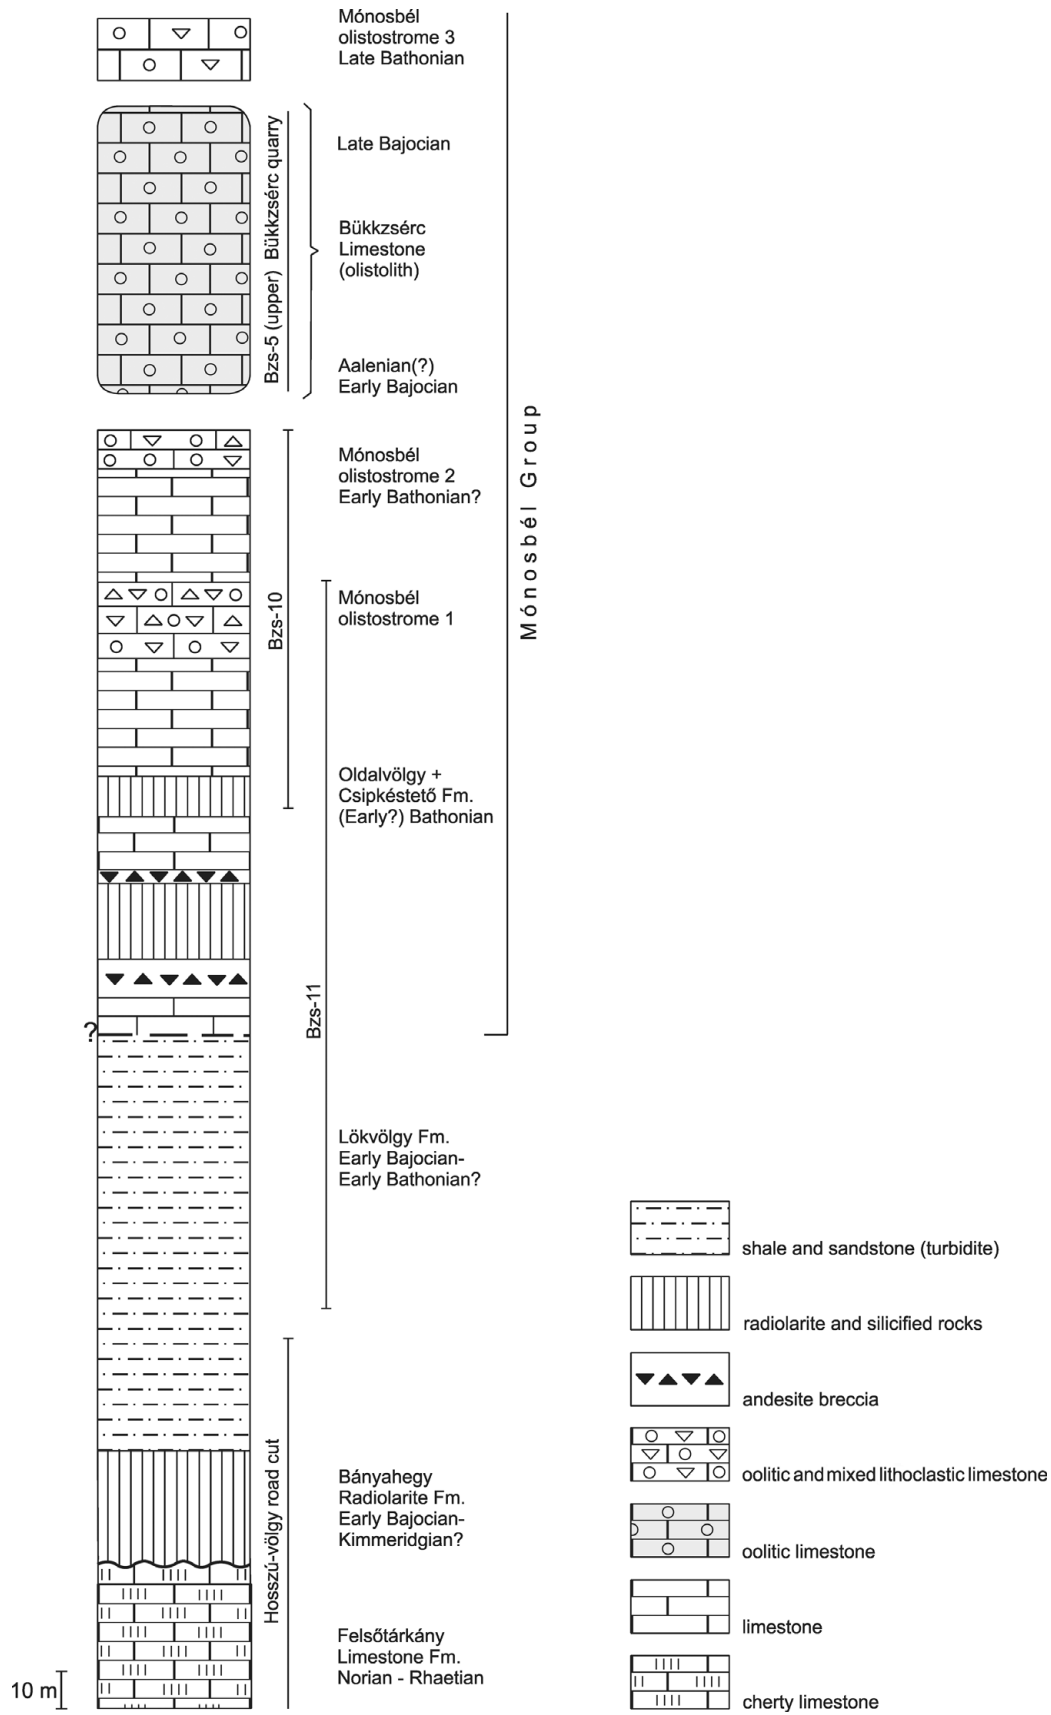 Mónosbél
olistostrome 3
Late Bathonian
Late Bajocian
Bükkzsérc
Limestone
(olistolith)
Aalenian(?)
Early Bajocian
Bzs-5 (upper) Bükkzsérc quarry
Mónosbél
olistostrome 2
Early Bathonian?
Mónosbél
olistostrome 1
Bzs-10
Oldalvölgy +
Csipkéstető Fm.
(Early?) Bathonian
Mónosbél Group
Bzs-11
?
Lökvölgy Fm.
Early Bajocian-
Early Bathonian?
Hosszú-völgy road cut
Bányahegy
Radiolarite Fm.
Early Bajocian-
Kimmeridgian?
Felsőtárkány
Limestone Fm.
Norian - Rhaetian
10 m
shale and sandstone (turbidite)
radiolarite and silicified rocks
andesite breccia
oolitic and mixed lithoclastic limestone
oolitic limestone
limestone
cherty limestone